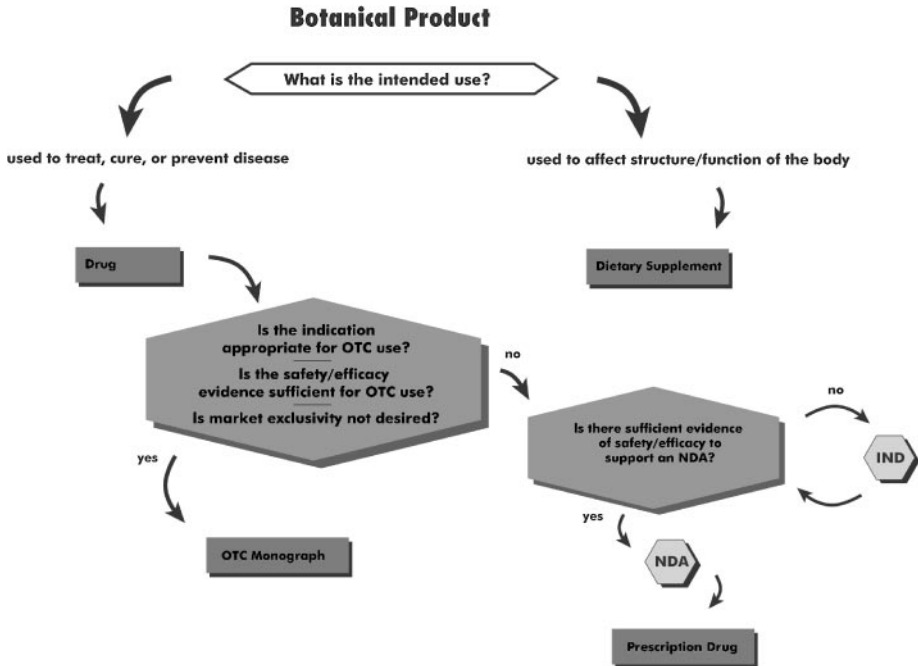 Botanical Product
What is the intended use?
used to treat, cure, or prevent disease
used to affect structure/function of the body
Drug
Dietary Supplement
Is the indication
appropriate for OTC use?
Is the safety/efficacy
evidence sufficient for OTC use?
Is market exclusivity not desired?
no
no
Is there sufficient evidence
of safety/efficacy to
support an NDA?
IND
yes
yes
OTC Monograph
NDA
Prescription Drug